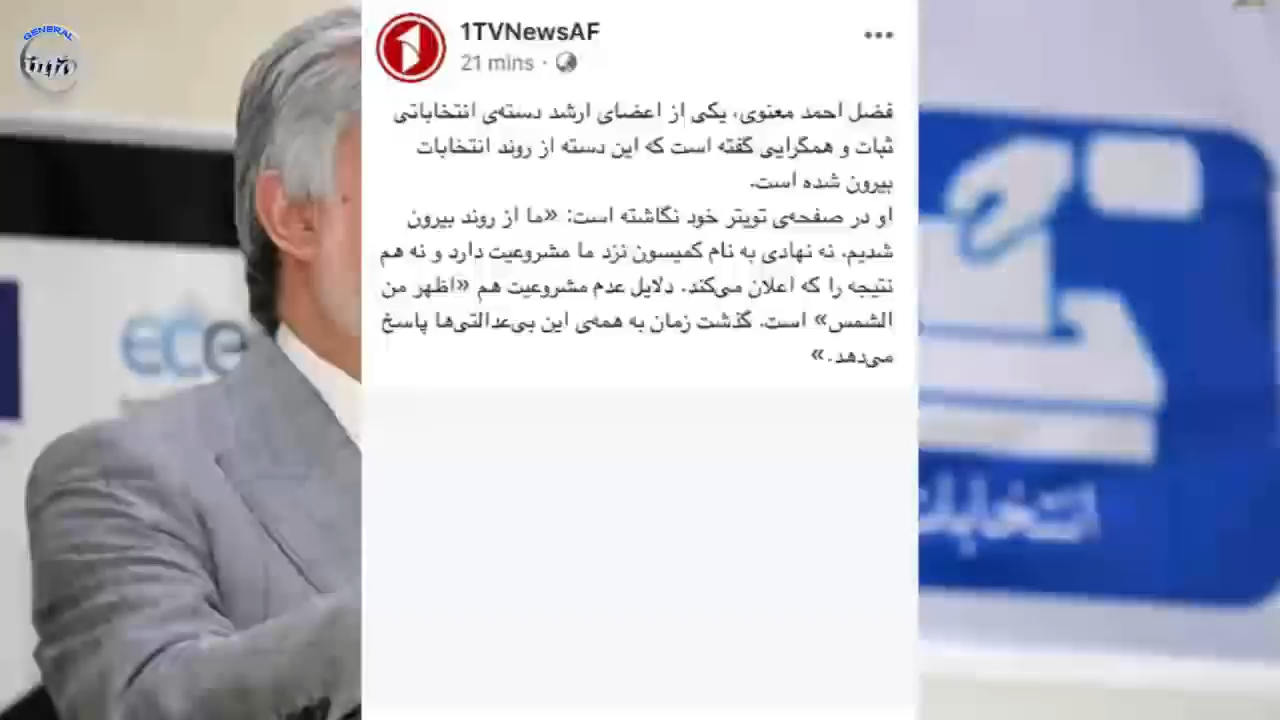 GENERAL
1TVNewsAF
21 mins ·
فضل احمد معنوی، یکی از اعضای ارشد دسته‌ی انتخاباتی
ثبات و همگرایی گفته است که این دسته از روند انتخابات
بیرون شده است.
او در صفحه‌ی تویتر خود نگاشته است: «ما از روند بیرون
شدیم، نه نهادی به نام کمیسون نزد ما مشروعیت دارد و نه هم
نتیجه را که اعلان می‌کند. دلایل عدم مشروعیت هم «اظهر من
الشمس» است. گذشت زمان به همه‌ی این بی‌عدالتی‌ها پاسخ
می‌دهد.»
ece
انتخابات